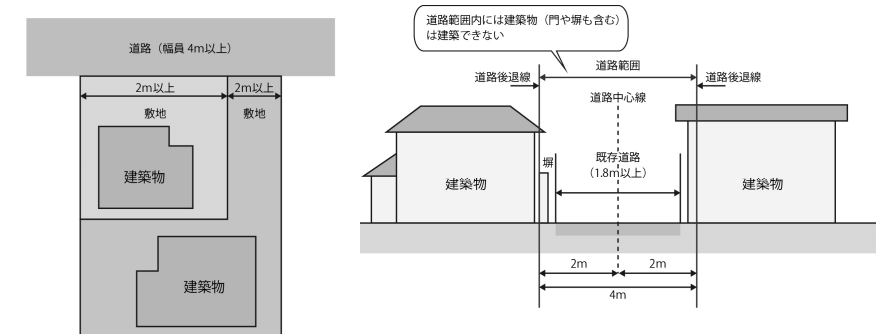 道路（幅員 4m以上）
2m以上
2m以上
敷地
敷地
建築物
建築物
道路範囲内には建築物（門や塀も含む）
は建築できない
道路範囲
道路後退線
道路後退線
道路中心線
塀
既存道路
（1.8m以上）
建築物
建築物
2m
2m
4m